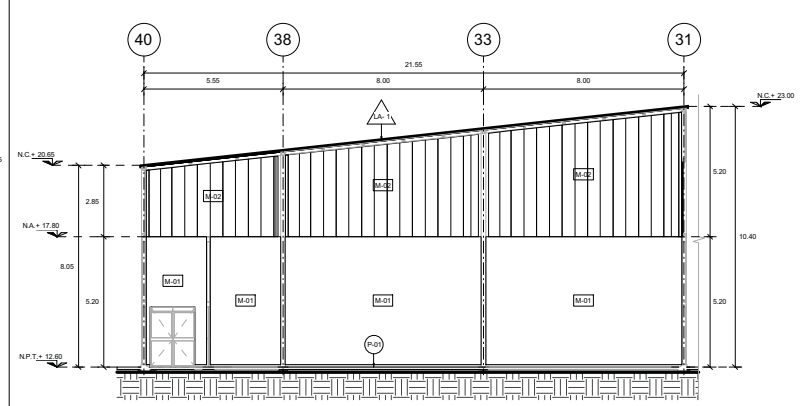 40
38
33
31
21.55
5.55
8.00
8.00
N.C.+ 23.00
LA- 1
N.C.+ 20.65
M-02
M-02
M-02
2.85
5.20
N.A.+ 17.80
10.40
8.05
M-01
M-01
M-01
M-01
5.20
5.20
P-01
N.P.T.+ 12.60